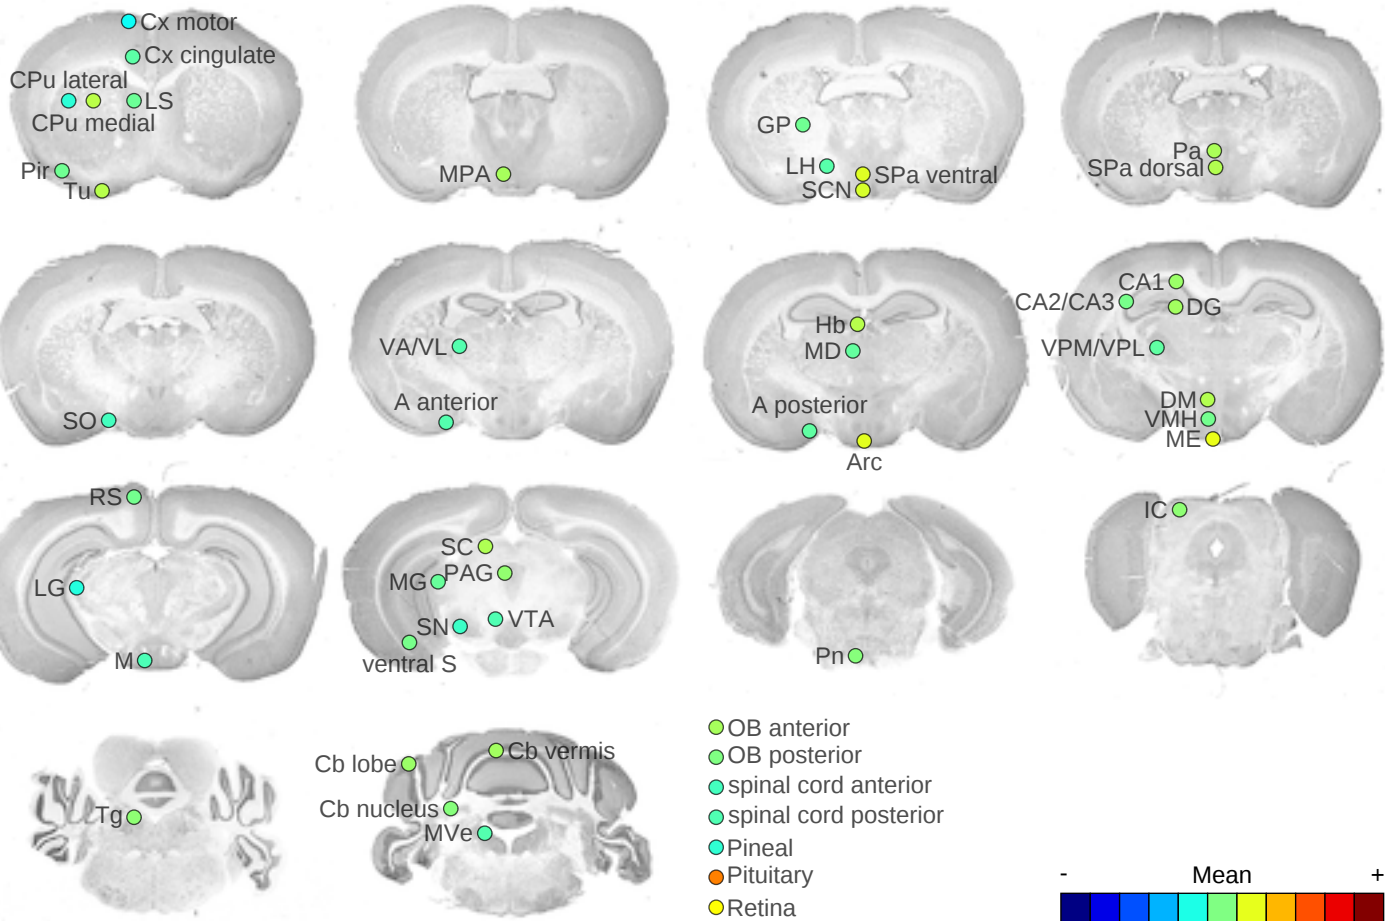 Cx motor
Cx cingulate
CPu lateral
LS
CPu medial
Pir
Tu
MPA
GP
LH
SPa ventral
SCN
Pa
SPa dorsal
SO
VA/VL
A anterior
Hb
MD
A posterior
Arc
CA1
CA2/CA3
DG
VPM/VPL
DM
VMH
ME
RS
LG
M
SC
PAG
MG
SN
VTA
ventral S
Pn
IC
Tg
Cb vermis
Cb lobe
Cb nucleus
MVe
OB anterior
OB posterior
spinal cord anterior
spinal cord posterior
Pineal
Pituitary
Retina
- Mean +